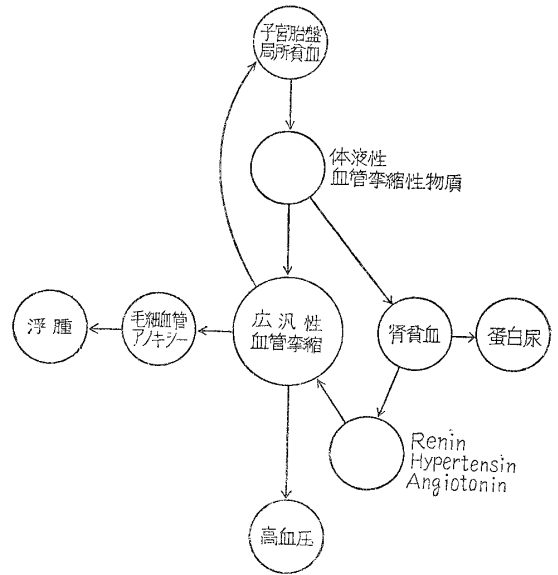 子宮胎盤
局所貧血
体液性
血管挛縮性物質
広汎性
血管挛縮
毛細血管
アノキシー
浮腫
腎貧血
蛋白尿
Renin
Hypertensin
Angiotonin
高血圧